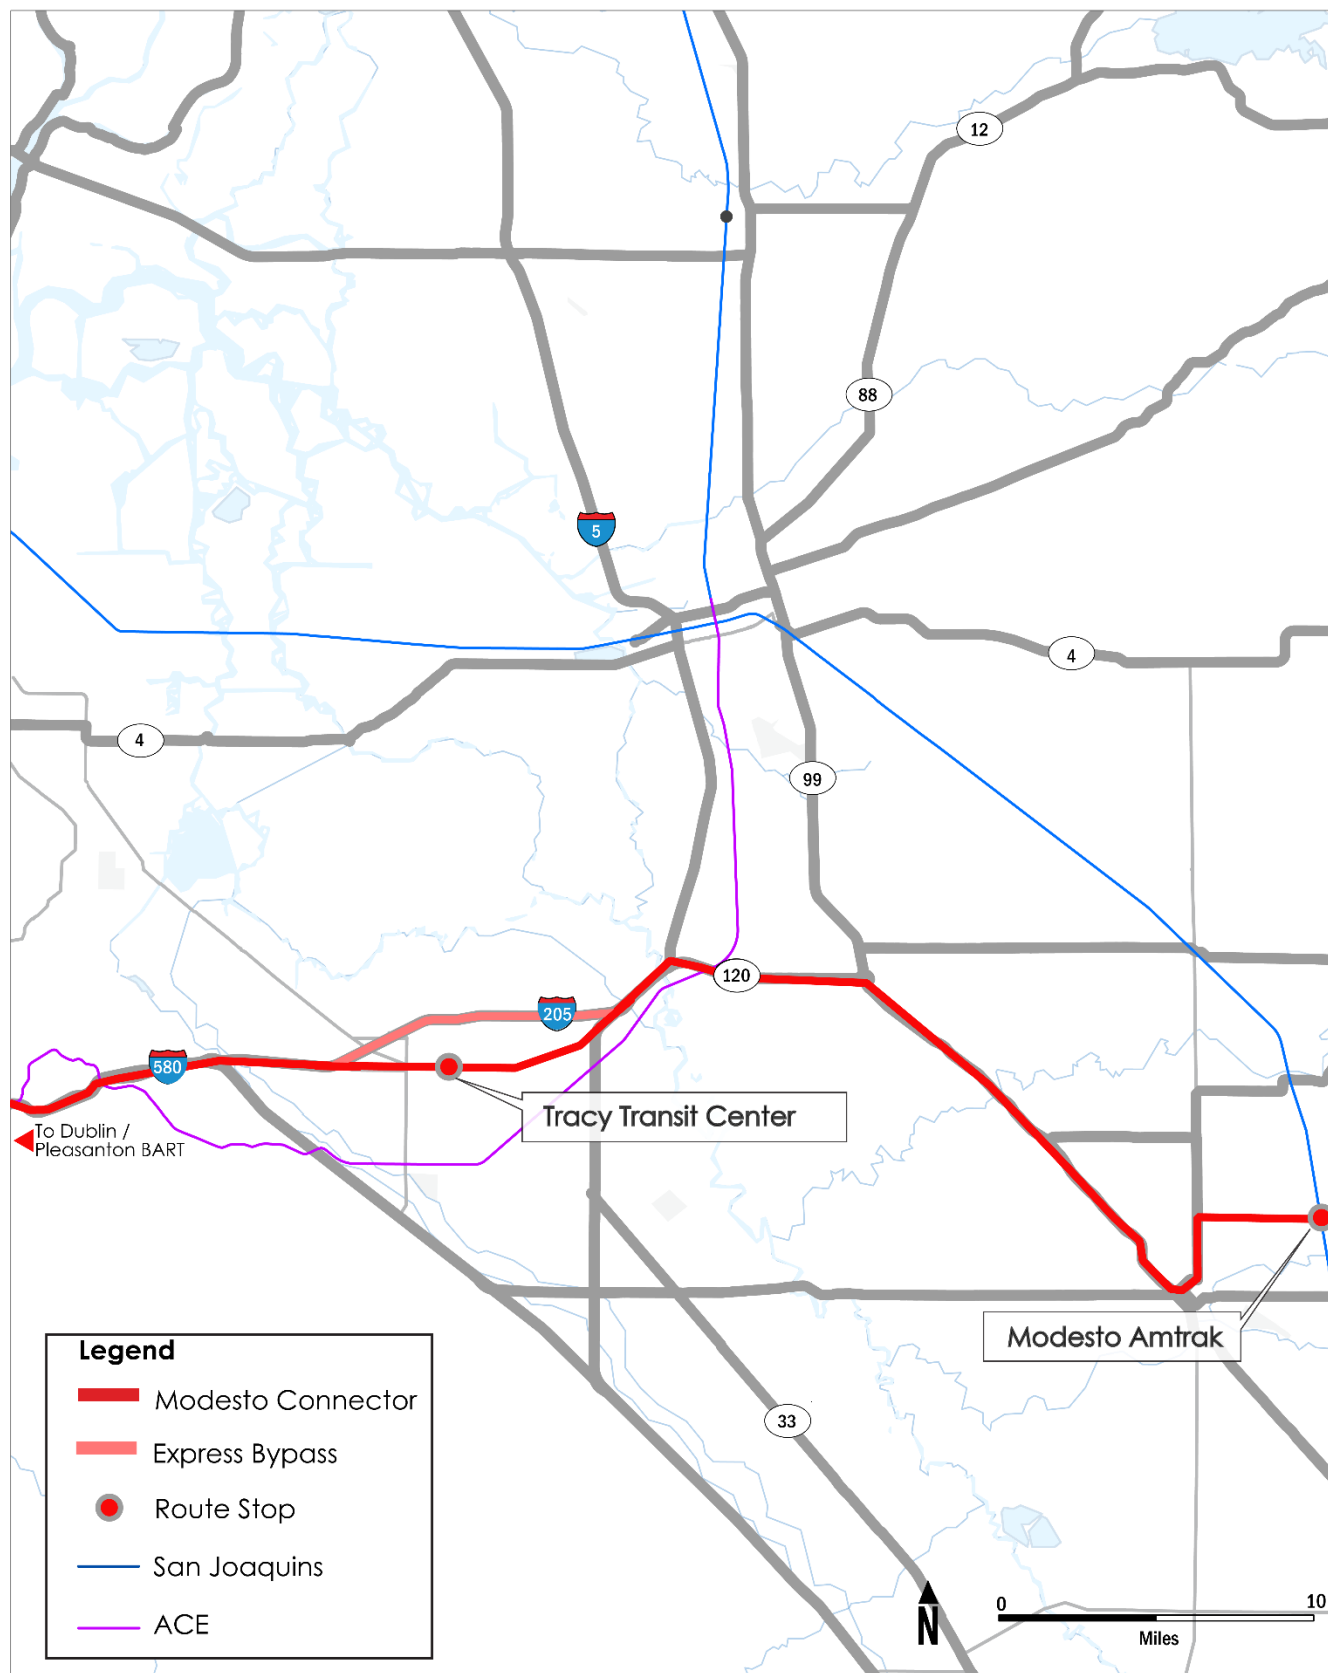 12
88
5
4
4
99
120
205
580
Tracy Transit Center
To Dublin /
Pleasanton BART
Modesto Amtrak
33
Legend
Modesto Connector
Express Bypass
Route Stop
San Joaquins
ACE
N
0 10
Miles